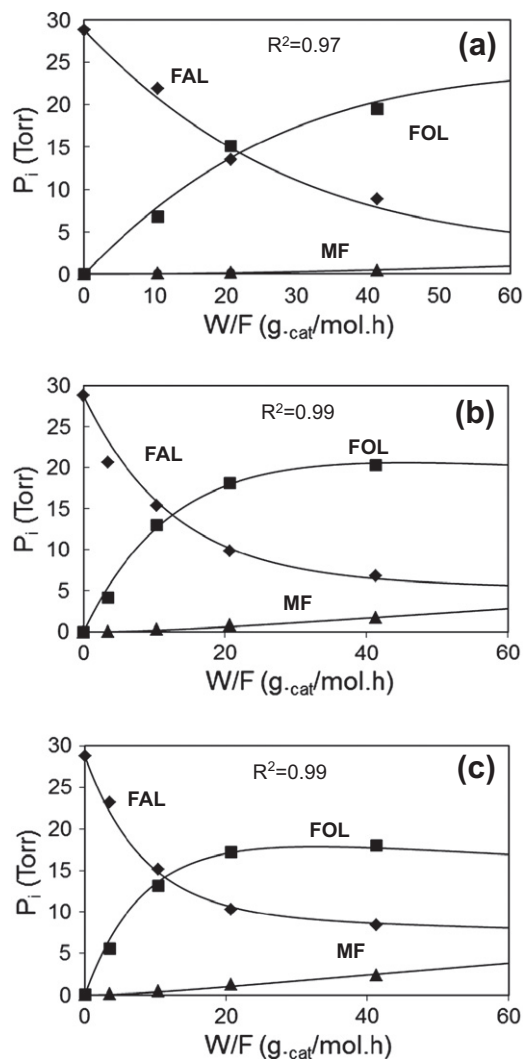 (a)
R²=0.97
FAL
FOL
MF
P_i (Torr)
30
25
20
15
10
5
0
0 10 20 30 40 50 60
W/F (g.cat/mol.h)
(b)
R²=0.99
FAL
FOL
MF
P_i (Torr)
30
25
20
15
10
5
0
0 20 40 60
W/F (g.cat/mol.h)
(c)
R²=0.99
FAL
FOL
MF
P_i (Torr)
30
25
20
15
10
5
0
0 20 40 60
W/F (g.cat/mol.h)